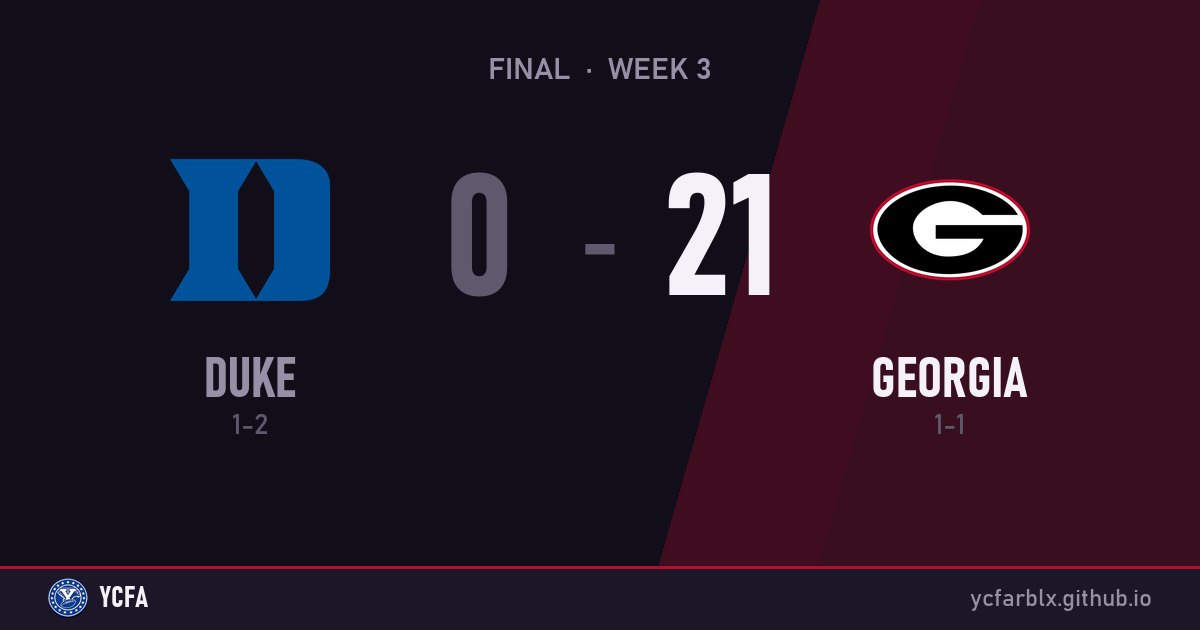 FINAL · WEEK 3
D
0 - 21
G
DUKE
GEORGIA
1-2
1-1
YCFA
ycfarblx.github.io